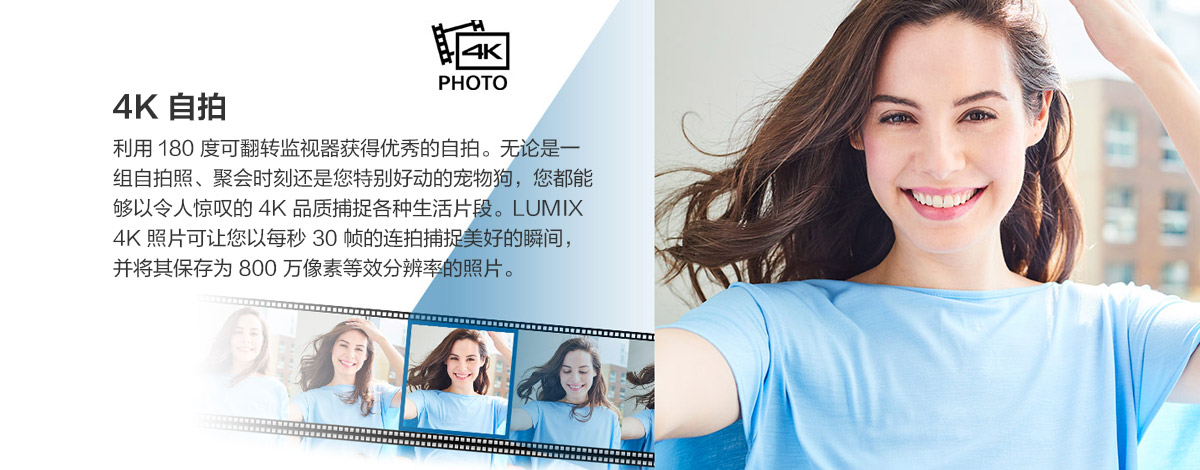 4K
PHOTO
4K 自拍
利用 180 度可翻转监视器获得优秀的自拍。无论是一
组自拍照、聚会时刻还是您特别好动的宠物狗，您都能
够以令人惊叹的 4K 品质捕捉各种生活片段。LUMIX
4K 照片可让您以每秒 30 帧的连拍捕捉美好的瞬间，
并将其保存为 800 万像素等效分辨率的照片。